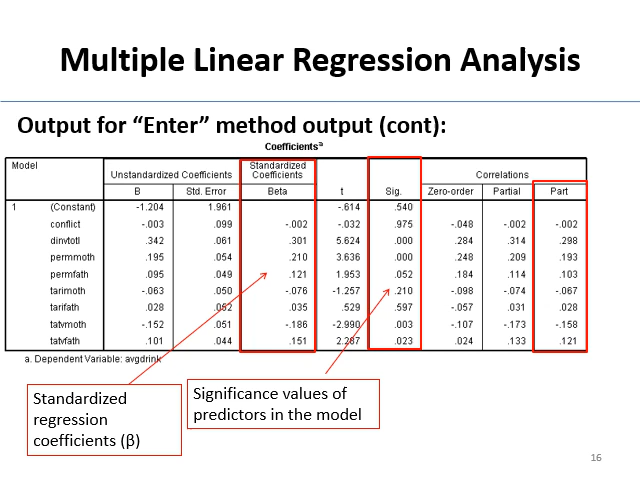 Multiple Linear Regression Analysis
Output for “Enter” method output (cont):
Coefficientsᵃ
Model Unstandardized Coefficients Standardized Coefficients t Sig. Correlations
B Std. Error Beta Zero-order Partial Part
1 (Constant) -1.204 1.961 -.614 .540
conflict -.003 .099 -.002 -.032 .975 -.048 -.002 -.002
dinvtotl .342 .061 .301 5.624 .000 .284 .314 .298
permmoth .195 .054 .210 3.636 .000 .248 .209 .193
permfath .095 .049 .121 1.953 .052 .184 .114 .103
tarimoth -.063 .050 -.076 -1.257 .210 -.098 -.074 -.067
tarifath .028 .052 .035 .529 .597 -.057 .031 .028
tatvmoth -.152 .051 -.186 -2.990 .003 -.107 -.173 -.158
tatvfath .101 .044 .151 2.287 .023 .024 .133 .121
a. Dependent Variable: avgdrink
Standardized
regression
coefficients (β)
Significance values of
predictors in the model
16